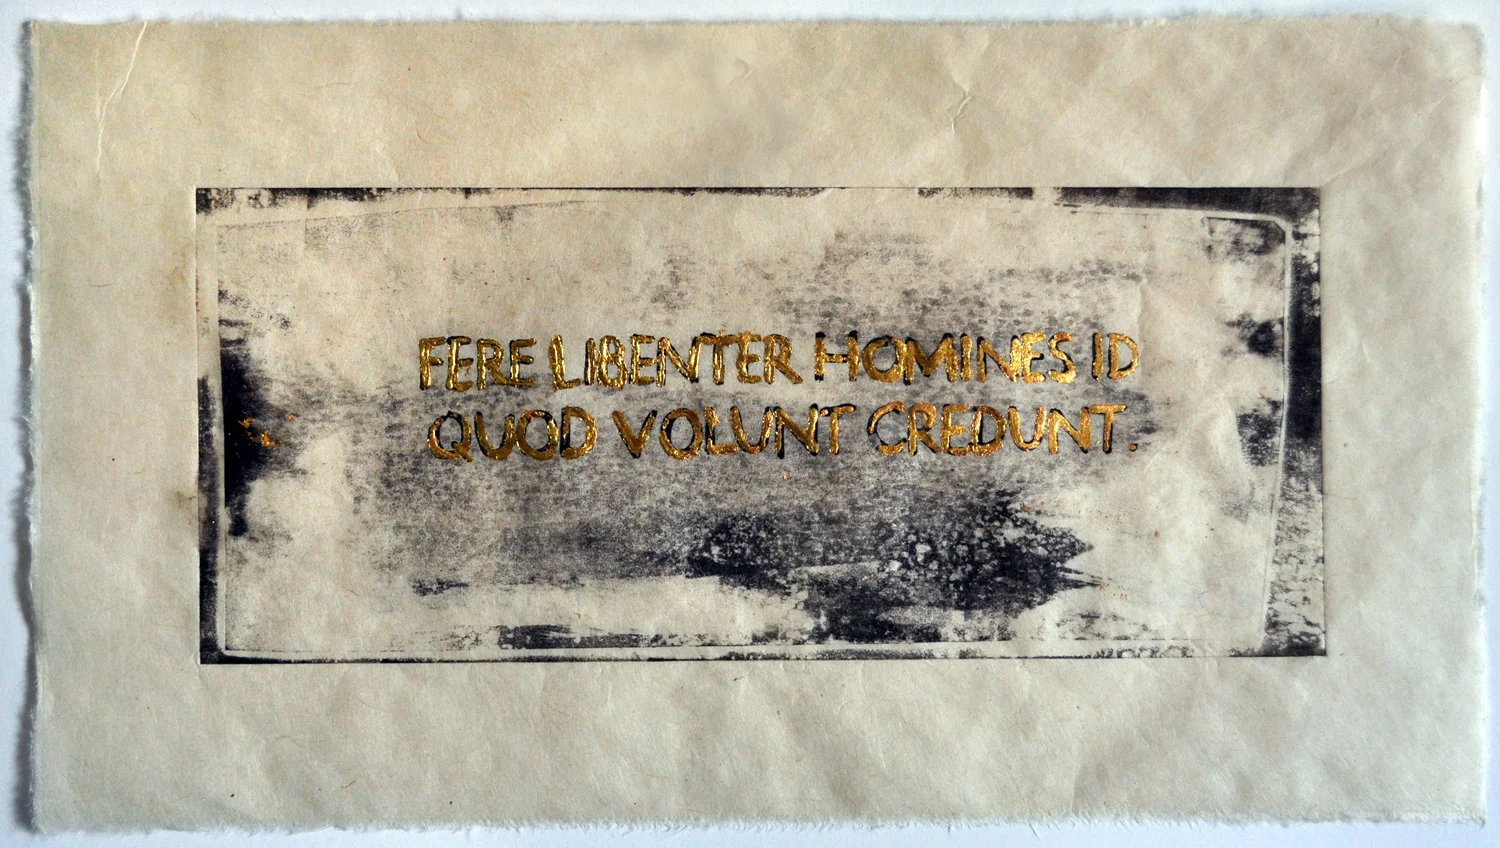 FERE LIBENTER HOMINES ID
QUOD VOLUNT CREDUNT.